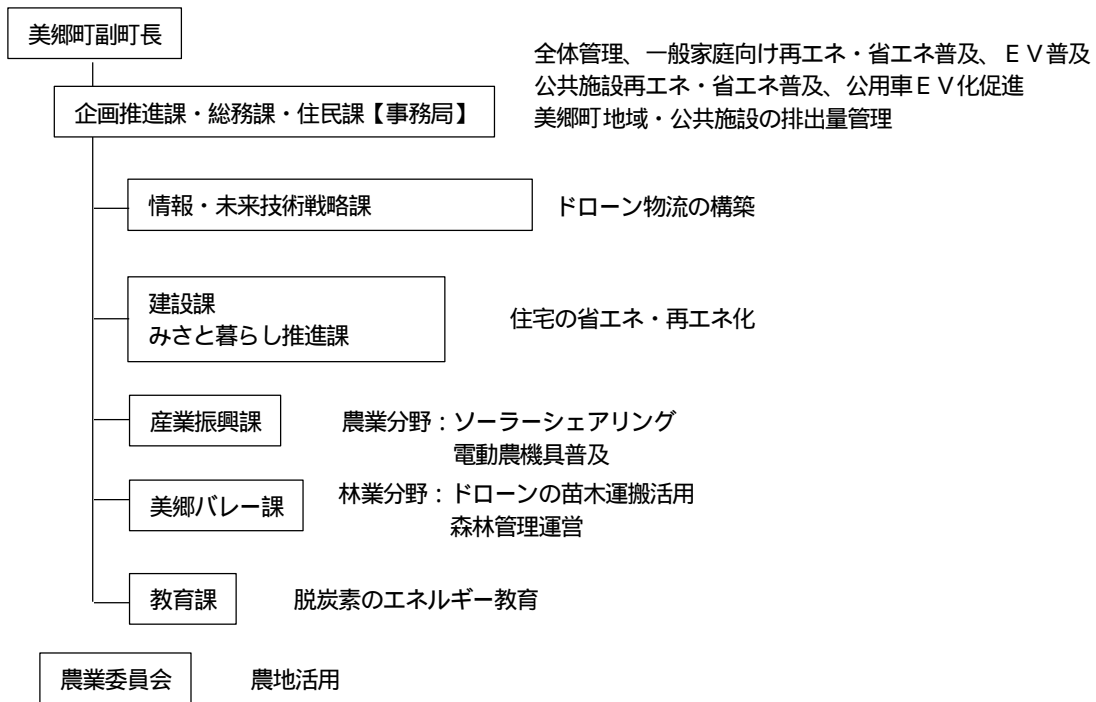 美郷町副町長
全体管理、一般家庭向け再エネ・省エネ普及、ＥＶ普及
公共施設再エネ・省エネ普及、公用車ＥＶ化促進
美郷町地域・公共施設の排出量管理
企画推進課・総務課・住民課【事務局】
情報・未来技術戦略課
ドローン物流の構築
建設課
みさと暮らし推進課
住宅の省エネ・再エネ化
産業振興課
農業分野：ソーラーシェアリング
電動農機具普及
美郷バレー課
林業分野：ドローンの苗木運搬活用
森林管理運営
教育課
脱炭素のエネルギー教育
農業委員会
農地活用